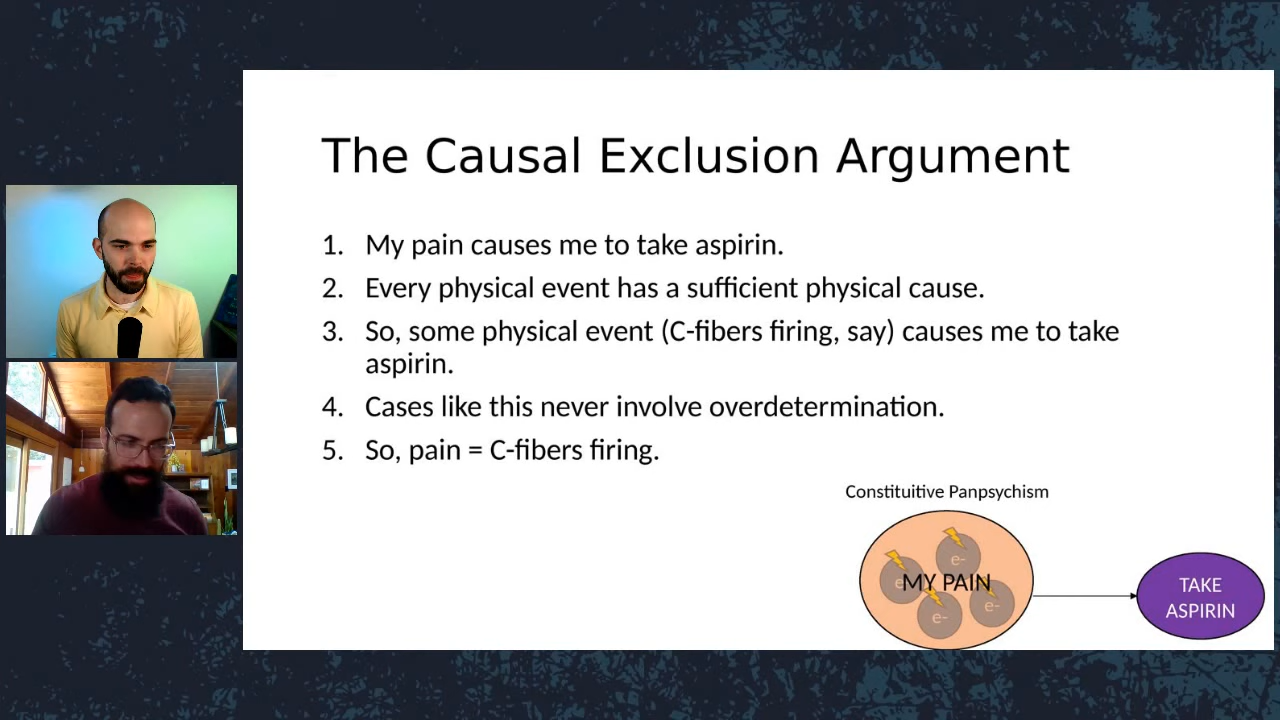 The Causal Exclusion Argument
1. My pain causes me to take aspirin.
2. Every physical event has a sufficient physical cause.
3. So, some physical event (C-fibers firing, say) causes me to take
aspirin.
4. Cases like this never involve overdetermination.
5. So, pain = C-fibers firing.
Constituitive Panpsychism
e-
e-
MY PAIN
e-
e-
TAKE
ASPIRIN